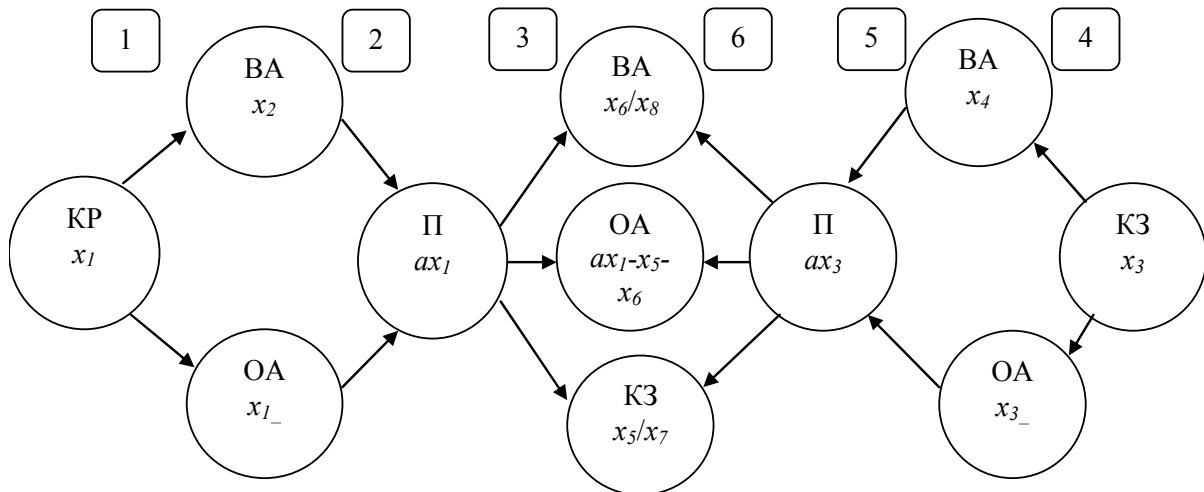 1
2
3
6
5
4
ВА
x2
ВА
x6/x8
ВА
x4
КР
x1
П
ax1
ОА
ax1-x5-
x6
П
ax3
КЗ
x3
ОА
x1_
КЗ
x5/x7
ОА
x3_